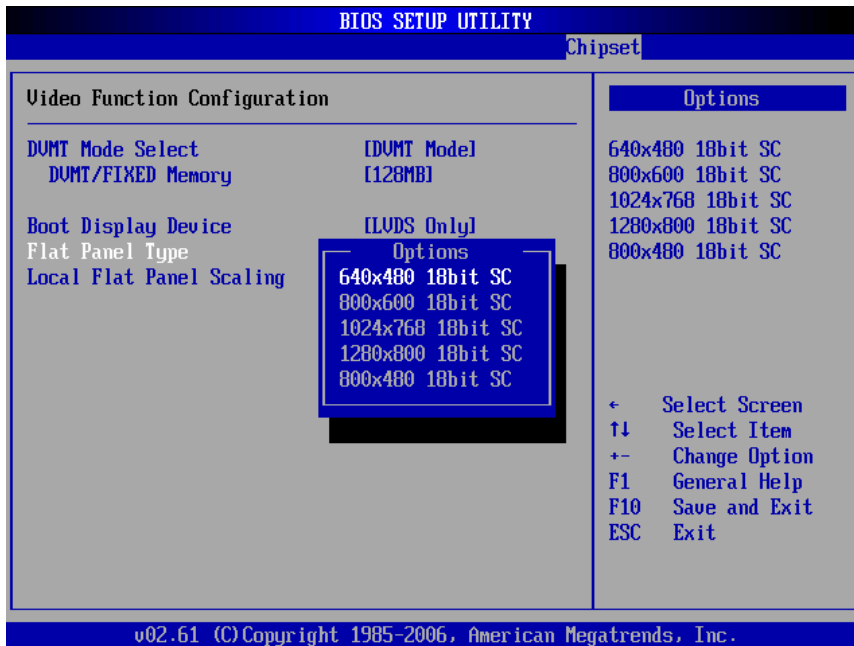 BIOS SETUP UTILITY
Chipset
Video Function Configuration
DVMT Mode Select [DVMT Mode]
DVMT/FIXED Memory [128MB]
Boot Display Device [LVDS Only]
Flat Panel Type
Local Flat Panel Scaling
Options
640x480 18bit SC
800x600 18bit SC
1024x768 18bit SC
1280x800 18bit SC
800x480 18bit SC
Options
640x480 18bit SC
800x600 18bit SC
1024x768 18bit SC
1280x800 18bit SC
800x480 18bit SC
← Select Screen
↑↓ Select Item
+- Change Option
F1 General Help
F10 Save and Exit
ESC Exit
v02.61 (C)Copyright 1985-2006, American Megatrends, Inc.